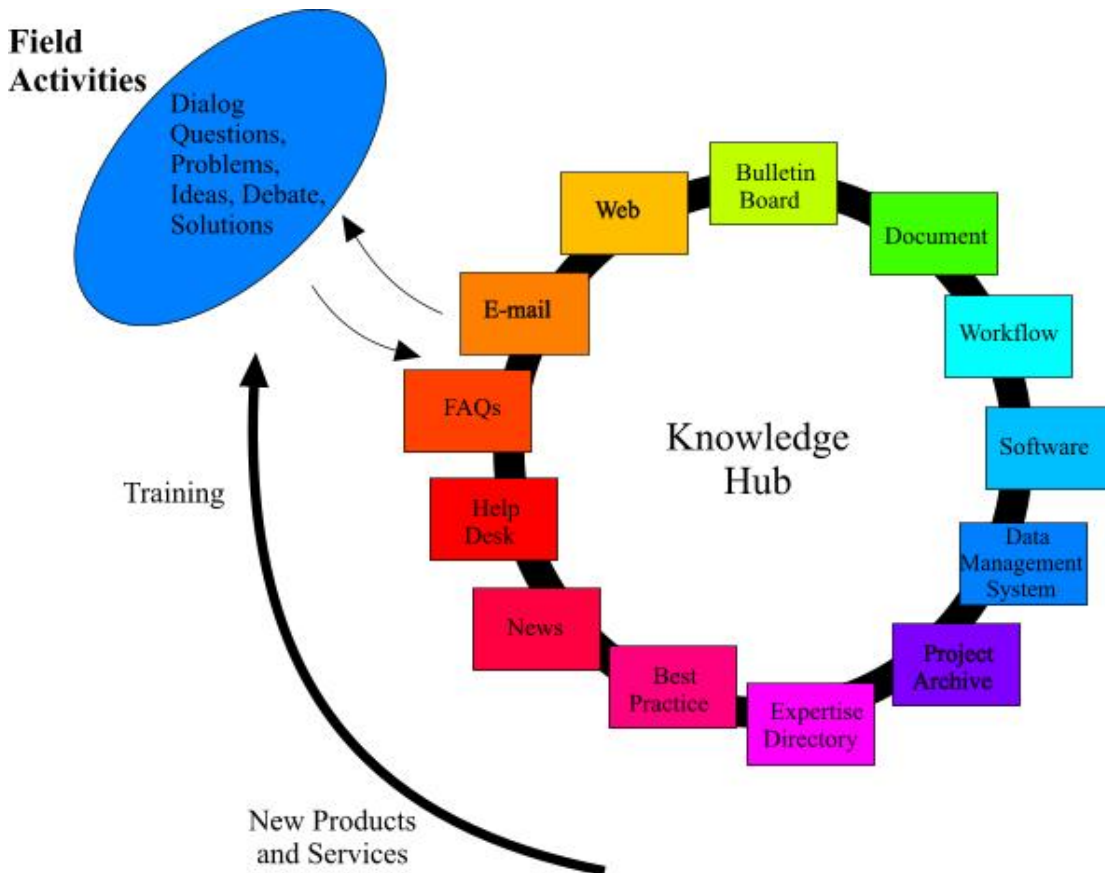 Field
Activities
Dialog
Questions,
Problems,
Ideas, Debate,
Solutions
Bulletin
Board
Web
Document
E-mail
Workflow
FAQs
Knowledge
Hub
Software
Training
Help
Desk
Data
Management
System
News
Project
Archive
Best
Practice
Expertise
Directory
New Products
and Services